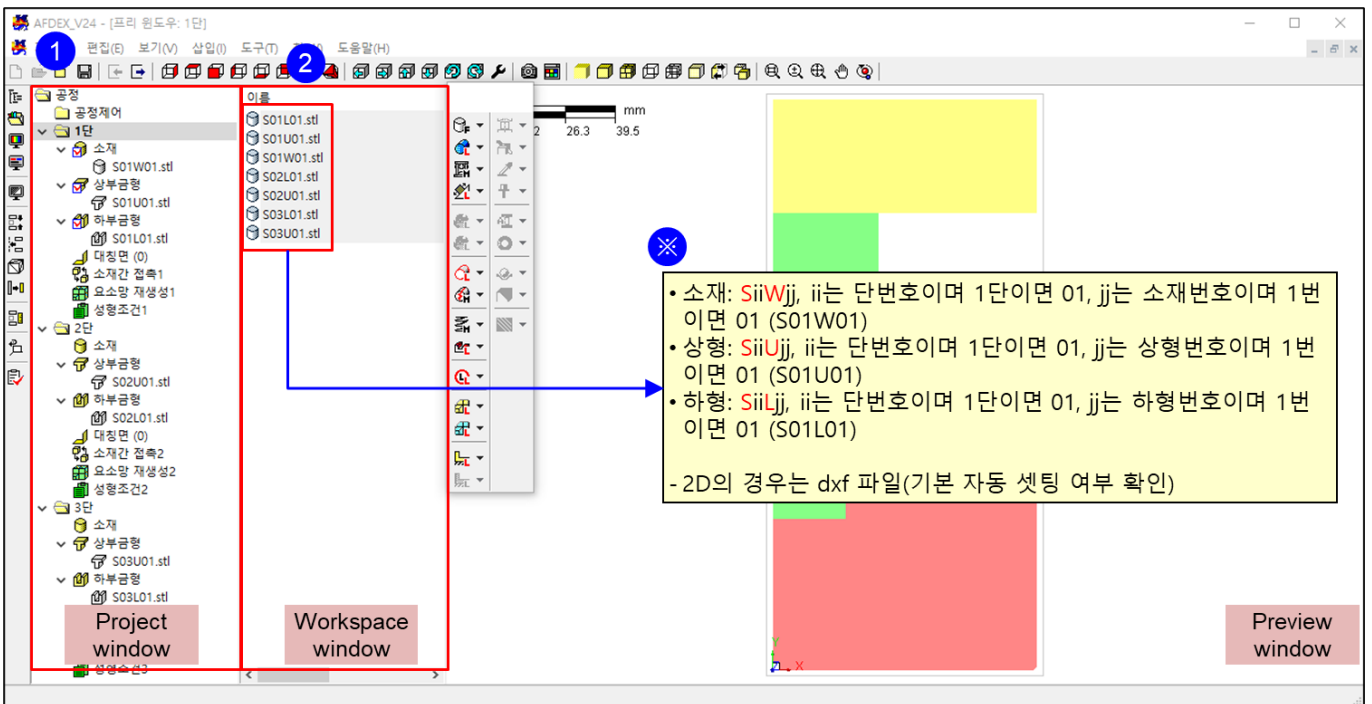 AFDEX_V24 - [프리 윈도우: 1단]
편집(E) 보기(V) 삽입(I) 도구(T) 도움말(H)
1
2
공정
공정제어
1단
소재
S01W01.stl
상부금형
S01U01.stl
하부금형
S01L01.stl
대칭면 (0)
소재간 접촉1
요소망 재생성1
성형조건1
2단
소재
상부금형
S02U01.stl
하부금형
S02L01.stl
대칭면 (0)
소재간 접촉2
요소망 재생성2
성형조건2
3단
소재
상부금형
S03U01.stl
하부금형
S03L01.stl
Project
window
이름
S01L01.stl
S01U01.stl
S01W01.stl
S02L01.stl
S02U01.stl
S03L01.stl
S03U01.stl
Workspace
window
mm
26.3 39.5
※
• 소재: SiiWjj, ii는 단번호이며 1단이면 01, jj는 소재번호이며 1번
이면 01 (S01W01)
• 상형: SiiUjj, ii는 단번호이며 1단이면 01, jj는 상형번호이며 1번
이면 01 (S01U01)
• 하형: SiiLjj, ii는 단번호이며 1단이면 01, jj는 하형번호이며 1번
이면 01 (S01L01)
- 2D의 경우는 dxf 파일(기본 자동 셋팅 여부 확인)
Y
Z X
Preview
window